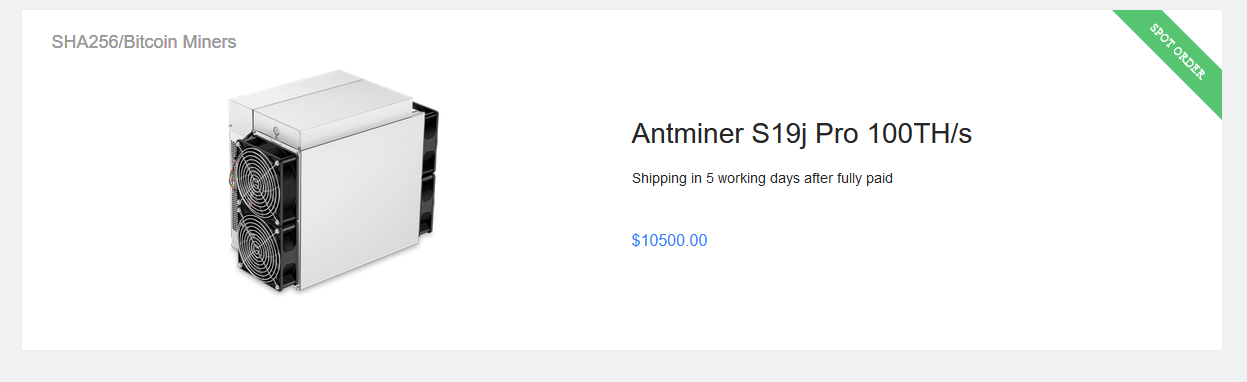 SHA256/Bitcoin Miners
SPOT ORDER
Antminer S19j Pro 100TH/s
Shipping in 5 working days after fully paid
$10500.00